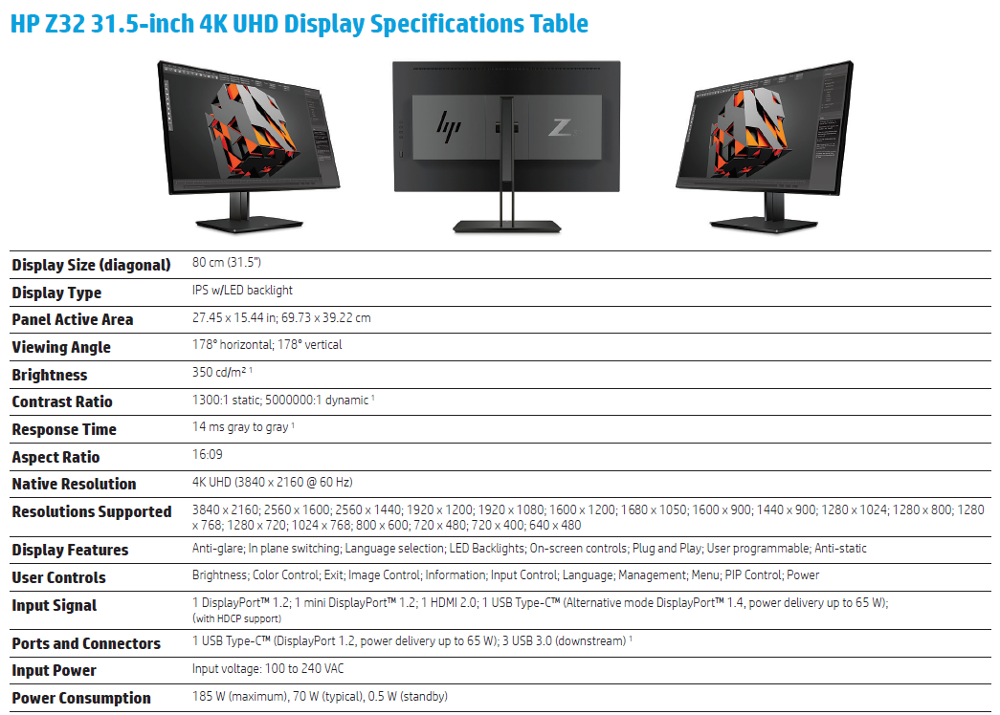 HP Z32 31.5-inch 4K UHD Display Specifications Table
hp
Z
Display Size (diagonal) 80 cm (31.5")
Display Type IPS w/LED backlight
Panel Active Area 27.45 x 15.44 in; 69.73 x 39.22 cm
Viewing Angle 178° horizontal; 178° vertical
Brightness 350 cd/m² ¹
Contrast Ratio 1300:1 static; 5000000:1 dynamic ¹
Response Time 14 ms gray to gray ¹
Aspect Ratio 16:09
Native Resolution 4K UHD (3840 x 2160 @ 60 Hz)
Resolutions Supported 3840 x 2160; 2560 x 1600; 2560 x 1440; 1920 x 1200; 1920 x 1080; 1600 x 1200; 1680 x 1050; 1600 x 900; 1440 x 900; 1280 x 1024; 1280 x 800; 1280
x 768; 1280 x 720; 1024 x 768; 800 x 600; 720 x 480; 720 x 400; 640 x 480
Display Features Anti-glare; In plane switching; Language selection; LED Backlights; On-screen controls; Plug and Play; User programmable; Anti-static
User Controls Brightness; Color Control; Exit; Image Control; Information; Input Control; Language; Management; Menu; PIP Control; Power
Input Signal 1 DisplayPort™ 1.2; 1 mini DisplayPort™ 1.2; 1 HDMI 2.0; 1 USB Type-C™ (Alternative mode DisplayPort™ 1.4, power delivery up to 65 W);
(with HDCP support)
Ports and Connectors 1 USB Type-C™ (DisplayPort 1.2, power delivery up to 65 W); 3 USB 3.0 (downstream) ¹
Input Power Input voltage: 100 to 240 VAC
Power Consumption 185 W (maximum), 70 W (typical), 0.5 W (standby)